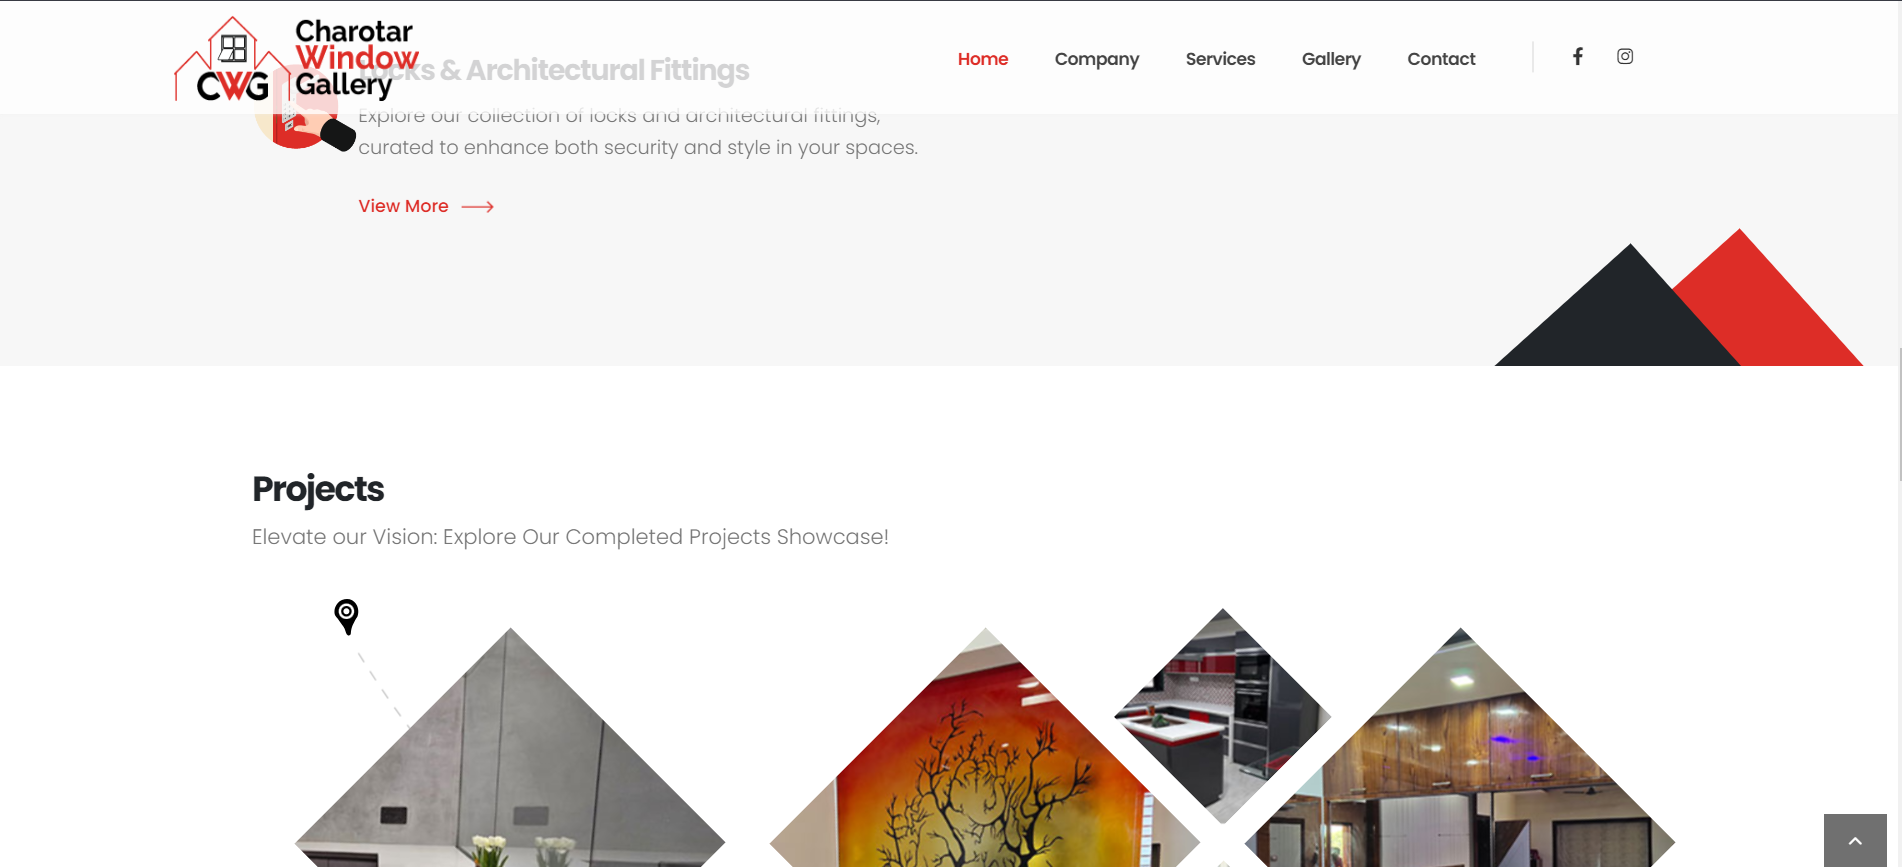 Charotar
Window
Gallery
CWG
Home
Company
Services
Gallery
Contact
Locks & Architectural Fittings
Explore our collection of locks and architectural fittings,
curated to enhance both security and style in your spaces.
View More
Projects
Elevate our Vision: Explore Our Completed Projects Showcase!